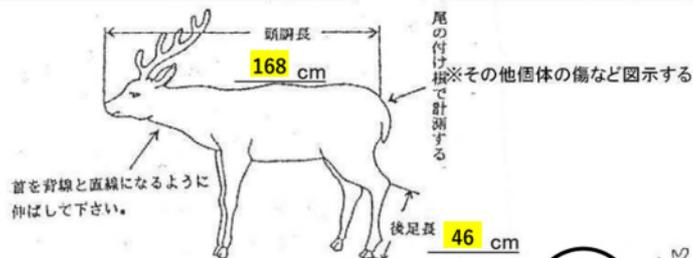 頭胴長
168 cm
尾の付け根で計測する
※その他個体の傷など図示する
首を背線と直線になるように
伸ばして下さい。
後足長 46 cm